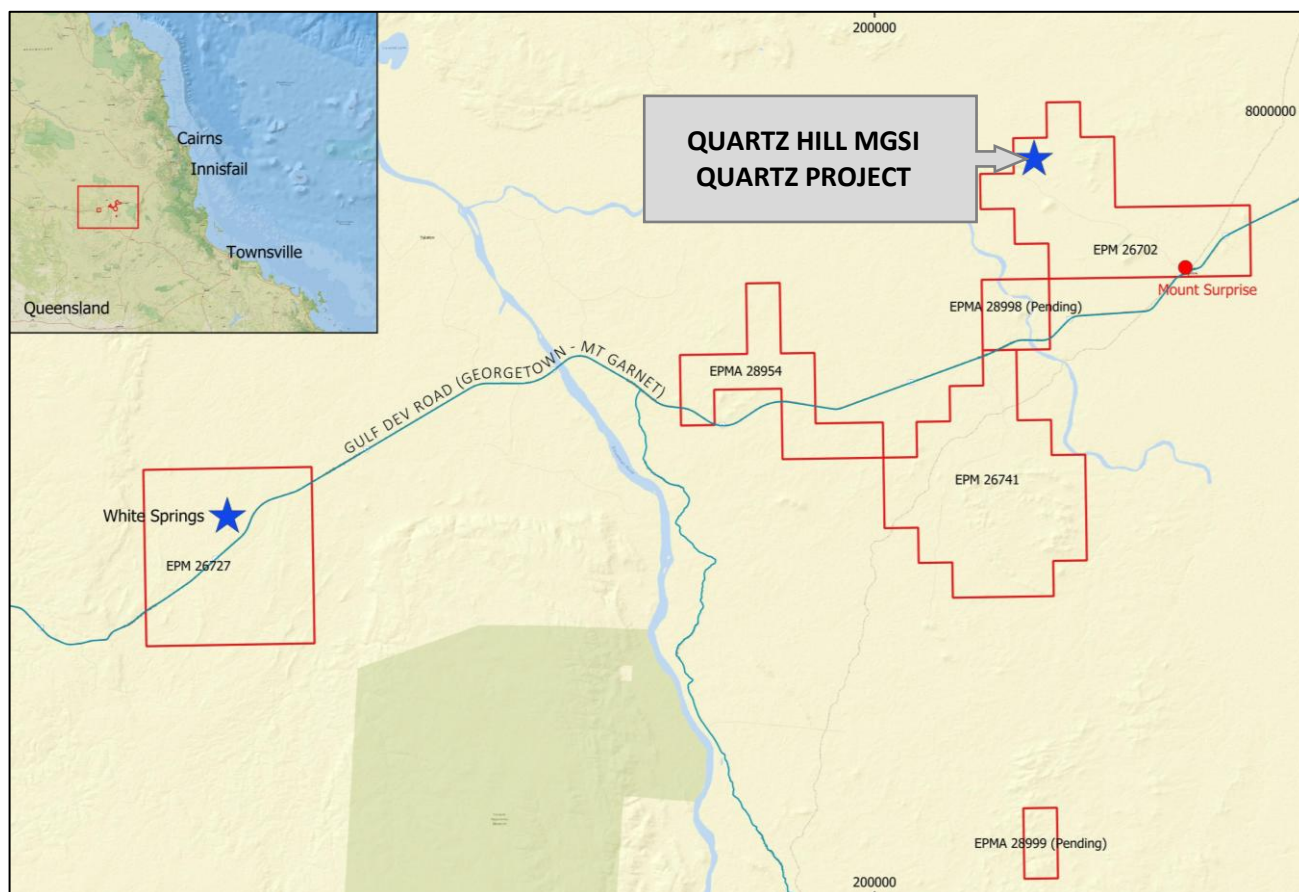 200000
8000000
Cairns
Innisfail
Townsville
Queensland
QUARTZ HILL MGSI
QUARTZ PROJECT
EPM 26702
Mount Surprise
EPMA 28998 (Pending)
EPMA 28954
GULF DEV ROAD (GEORGETOWN - MT GARNET)
EPM 26741
White Springs
EPM 26727
EPMA 28999 (Pending)
200000